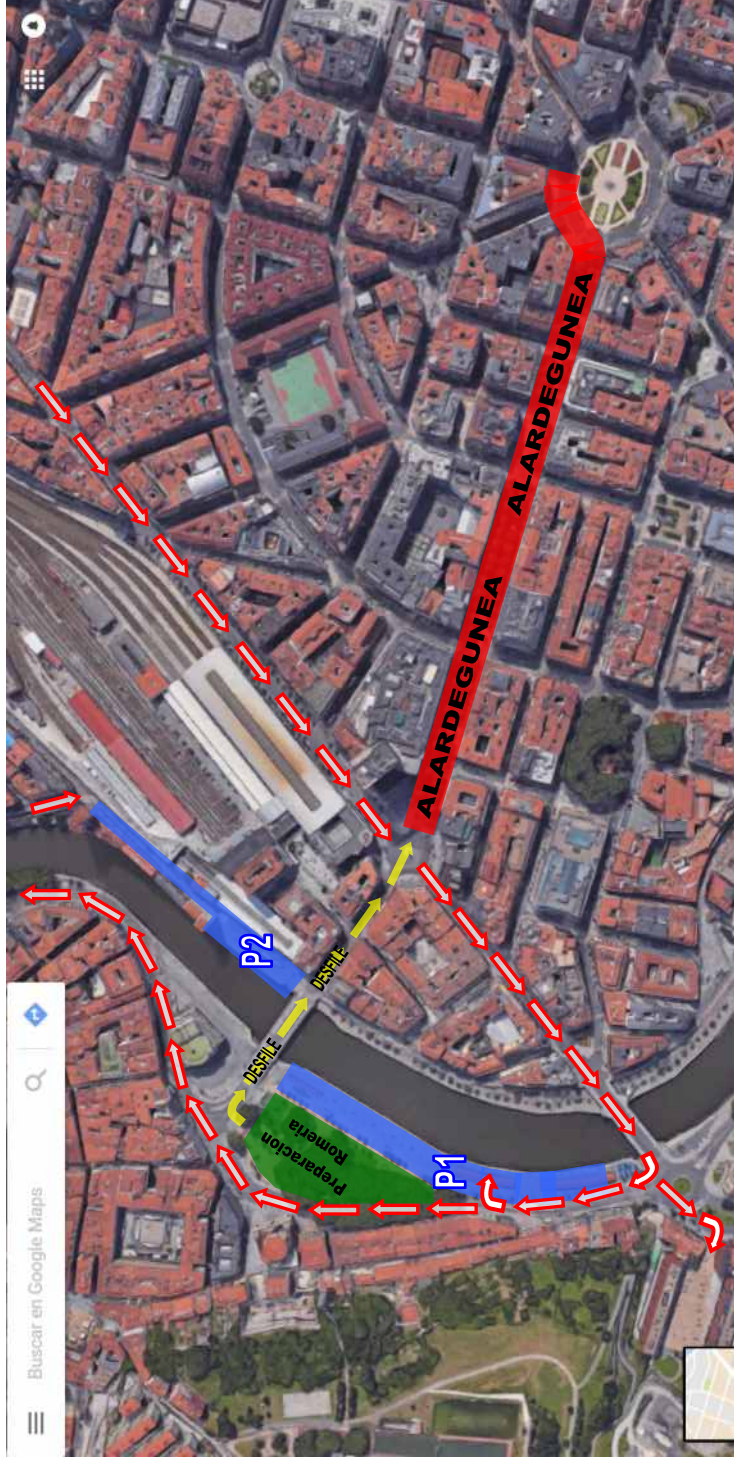 Buscar en Google Maps
P2
DESFILE
DESFILE
Preparacion
Romeria
P1
ALARDEGUNEA
ALARDEGUNEA